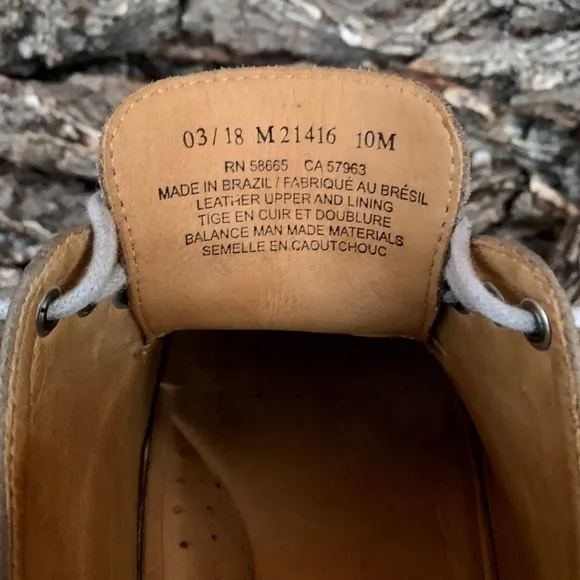 03/18 M21416 10M
RN 58665 CA 57963
MADE IN BRAZIL / FABRIQUÉ AU BRÉSIL
LEATHER UPPER AND LINING
TIGE EN CUIR ET DOUBLURE
BALANCE MAN MADE MATERIALS
SEMELLE EN CAOUTCHOUC